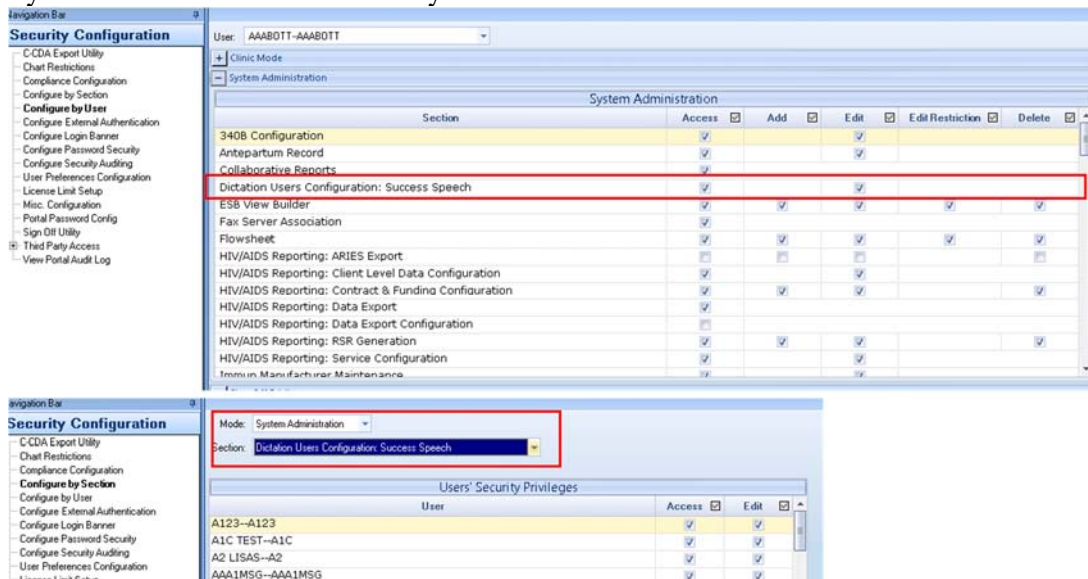 Navigation Bar
Security Configuration
C-CDA Export Utility
Chart Restrictions
Compliance Configuration
Configure by Section
Configure by User
Configure External Authentication
Configure Login Banner
Configure Password Security
Configure Security Auditing
User Preferences Configuration
License Limit Setup
Misc. Configuration
Portal Password Config
Sign Off Utility
Third Party Access
View Portal Audit Log
User: AAABOTT-AAABOTT
Clinic Mode
System Administration
System Administration
Section Access Add Edit Edit Restriction Delete
340B Configuration
Antepartum Record
Collaborative Reports
Dictation Users Configuration: Success Speech
ESB View Builder
Fax Server Association
Flowsheet
HIV/AIDS Reporting: ARIES Export
HIV/AIDS Reporting: Client Level Data Configuration
HIV/AIDS Reporting: Contract & Funding Configuration
HIV/AIDS Reporting: Data Export
HIV/AIDS Reporting: Data Export Configuration
HIV/AIDS Reporting: RSR Generation
HIV/AIDS Reporting: Service Configuration
Immun Manufacturer Maintenance
avigation Bar
Security Configuration
C-CDA Export Utility
Chart Restrictions
Compliance Configuration
Configure by Section
Configure by User
Configure External Authentication
Configure Login Banner
Configure Password Security
Configure Security Auditing
User Preferences Configuration
License Limit Setup
Mode: System Administration
Section: Dictation Users Configuration: Success Speech
Users' Security Privileges
User Access Edit
A123--A123
A1C TEST--A1C
A2 LISAS--A2
AAA1MSG--AAA1MSG